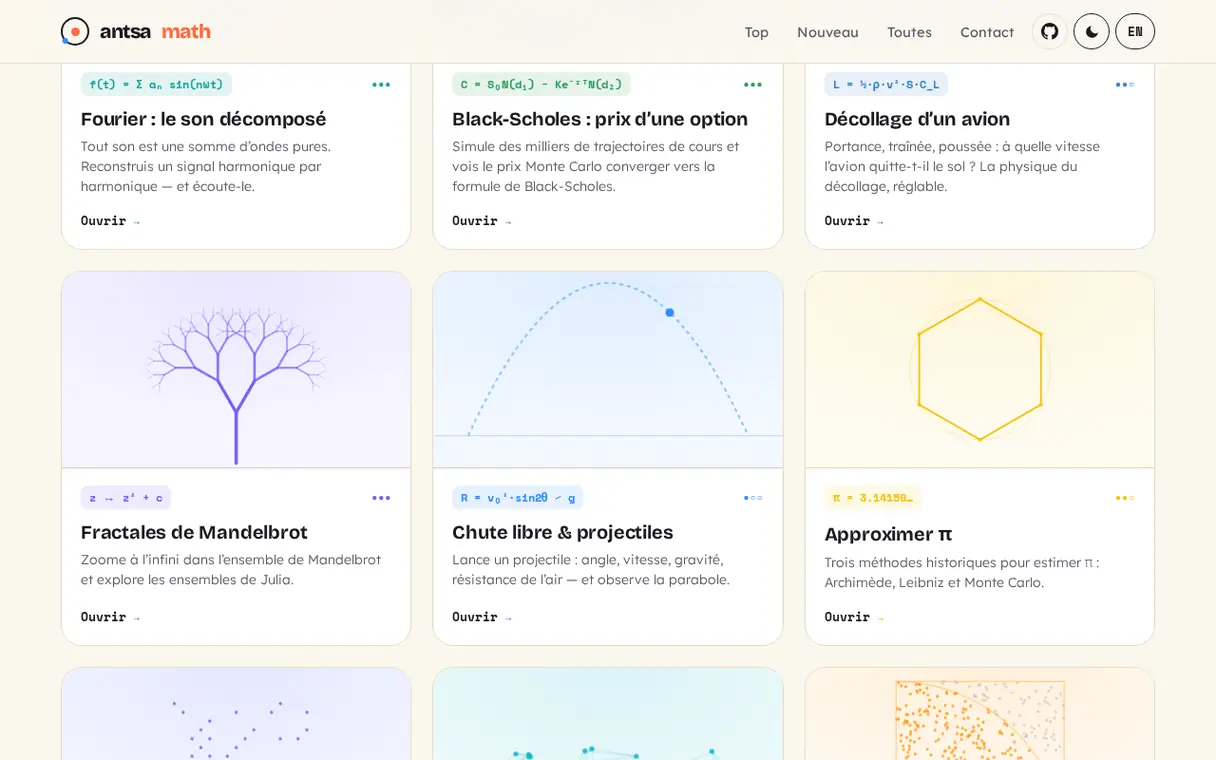 antsa math
Top
Nouveau
Toutes
Contact
EN
f(t) = Σ aₙ sin(nωt)
Fourier : le son décomposé
Tout son est une somme d’ondes pures.
Reconstruis un signal harmonique par
harmonique — et écoute-le.
Ouvrir →
C = S₀N(d₁) − Ke⁻ʳᵀN(d₂)
Black-Scholes : prix d’une option
Simule des milliers de trajectoires de cours et
vois le prix Monte Carlo converger vers la
formule de Black-Scholes.
Ouvrir →
L = ½·ρ·v²·S·C_L
Décollage d’un avion
Portance, traînée, poussée : à quelle vitesse
l’avion quitte-t-il le sol ? La physique du
décollage, réglable.
Ouvrir →
z ↦ z² + c
Fractales de Mandelbrot
Zoome à l’infini dans l’ensemble de Mandelbrot
et explore les ensembles de Julia.
Ouvrir →
R = v₀²·sin2θ / g
Chute libre & projectiles
Lance un projectile : angle, vitesse, gravité,
résistance de l’air — et observe la parabole.
Ouvrir →
π = 3.14159…
Approximer π
Trois méthodes historiques pour estimer π :
Archimède, Leibniz et Monte Carlo.
Ouvrir →